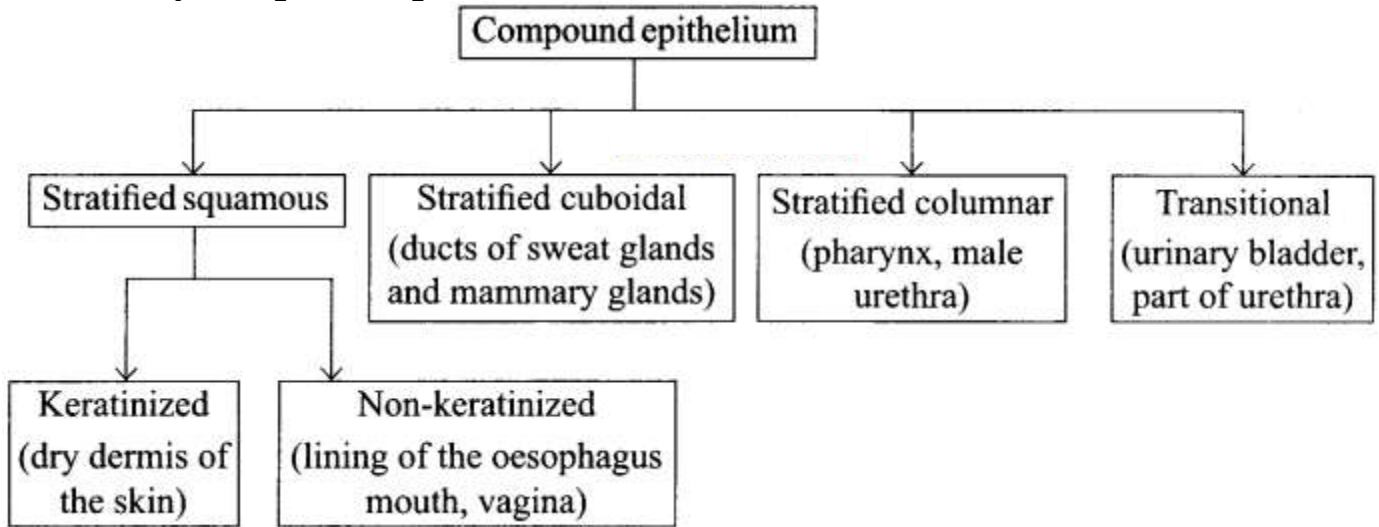 Compound epithelium
Stratified squamous
Stratified cuboidal
(ducts of sweat glands
and mammary glands)
Stratified columnar
(pharynx, male
urethra)
Transitional
(urinary bladder,
part of urethra)
Keratinized
(dry dermis of
the skin)
Non-keratinized
(lining of the oesophagus
mouth, vagina)